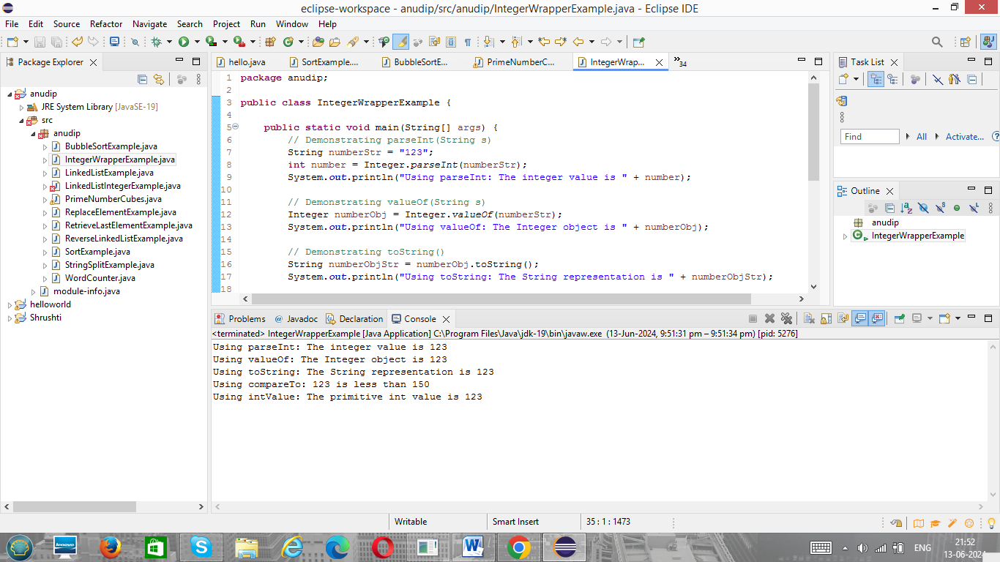 eclipse-workspace - anudip/src/anudip/IntegerWrapperExample.java - Eclipse IDE
File Edit Source Refactor Navigate Search Project Run Window Help
Package Explorer
anudip
JRE System Library [JavaSE-19]
src
anudip
BubbleSortExample.java
IntegerWrapperExample.java
LinkedListExample.java
LinkedListIntegerExample.java
PrimeNumberCubes.java
ReplaceElementExample.java
RetrieveLastElementExample.java
ReverseLinkedListExample.java
SortExample.java
StringSplitExample.java
WordCounter.java
module-info.java
helloworld
Shrushti
hello.java SortExample.... BubbleSortE... PrimeNumberC... IntegerWrap... »34
1 package anudip;
2
3 public class IntegerWrapperExample {
4
5 public static void main(String[] args) {
6 // Demonstrating parseInt(String s)
7 String numberStr = "123";
8 int number = Integer.parseInt(numberStr);
9 System.out.println("Using parseInt: The integer value is " + number);
10
11 // Demonstrating valueOf(String s)
12 Integer numberObj = Integer.valueOf(numberStr);
13 System.out.println("Using valueOf: The Integer object is " + numberObj);
14
15 // Demonstrating toString()
16 String numberObjStr = numberObj.toString();
17 System.out.println("Using toString: The String representation is " + numberObjStr);
18
Task List
Find All Activate...
Outline
anudip
IntegerWrapperExample
Problems Javadoc Declaration Console
<terminated> IntegerWrapperExample [Java Application] C:\Program Files\Java\jdk-19\bin\javaw.exe (13-Jun-2024, 9:51:31 pm – 9:51:34 pm) [pid: 5276]
Using parseInt: The integer value is 123
Using valueOf: The Integer object is 123
Using toString: The String representation is 123
Using compareTo: 123 is less than 150
Using intValue: The primitive int value is 123
Writable Smart Insert 35 : 1 : 1473
lenovo
ENG
21:52
13-06-2024